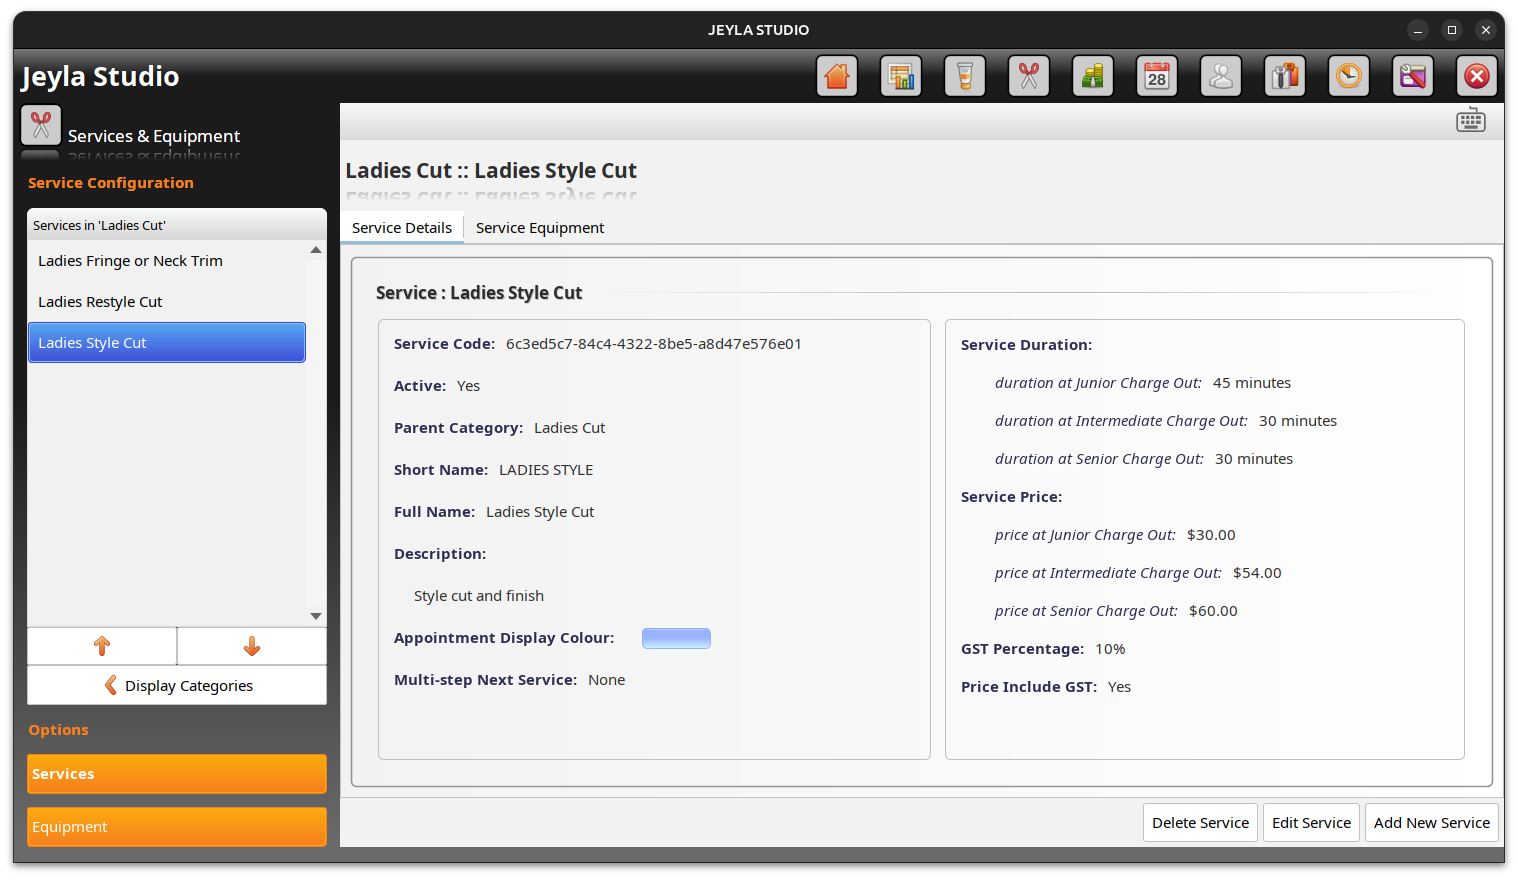 JEYLA STUDIO
Jeyla Studio
28
Services & Equipment
Service Configuration
Services in 'Ladies Cut'
Ladies Fringe or Neck Trim
Ladies Restyle Cut
Ladies Style Cut
Display Categories
Options
Services
Equipment
Ladies Cut :: Ladies Style Cut
Service Details
Service Equipment
Service : Ladies Style Cut
Service Code: 6c3ed5c7-84c4-4322-8be5-a8d47e576e01
Active: Yes
Parent Category: Ladies Cut
Short Name: LADIES STYLE
Full Name: Ladies Style Cut
Description:
Style cut and finish
Appointment Display Colour:
Multi-step Next Service: None
Service Duration:
duration at Junior Charge Out: 45 minutes
duration at Intermediate Charge Out: 30 minutes
duration at Senior Charge Out: 30 minutes
Service Price:
price at Junior Charge Out: $30.00
price at Intermediate Charge Out: $54.00
price at Senior Charge Out: $60.00
GST Percentage: 10%
Price Include GST: Yes
Delete Service
Edit Service
Add New Service